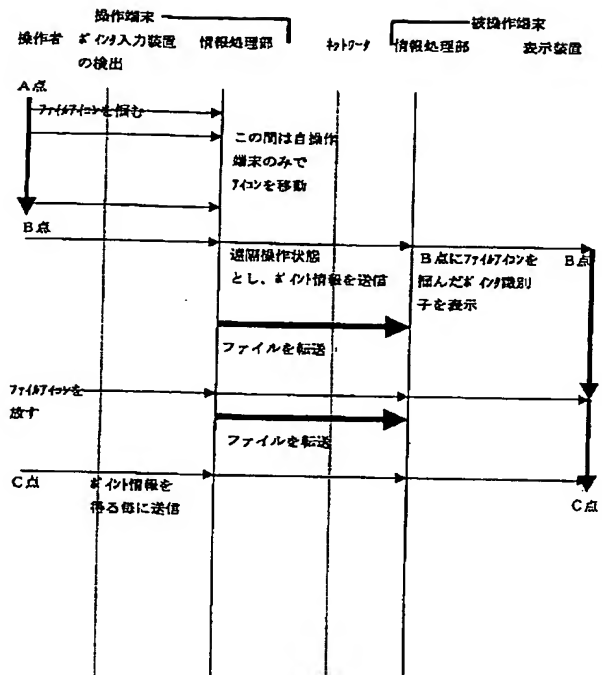 操作端末
被操作端末
操作者 ポインタ入力装置 情報処理部 ネットワーク 情報処理部 表示装置
の検出
A点
ファイルアイコンを掴む
この間は自操作
端末のみで
アイコンを移動
B点
遠隔操作状態
とし、ポイント情報を送信
B点にファイルアイコンを
掴んだポインタ識別
子を表示
B点
ファイルを転送
ファイルアイコンを
放す
ファイルを転送
C点
ポイント情報を
得る毎に送信
C点